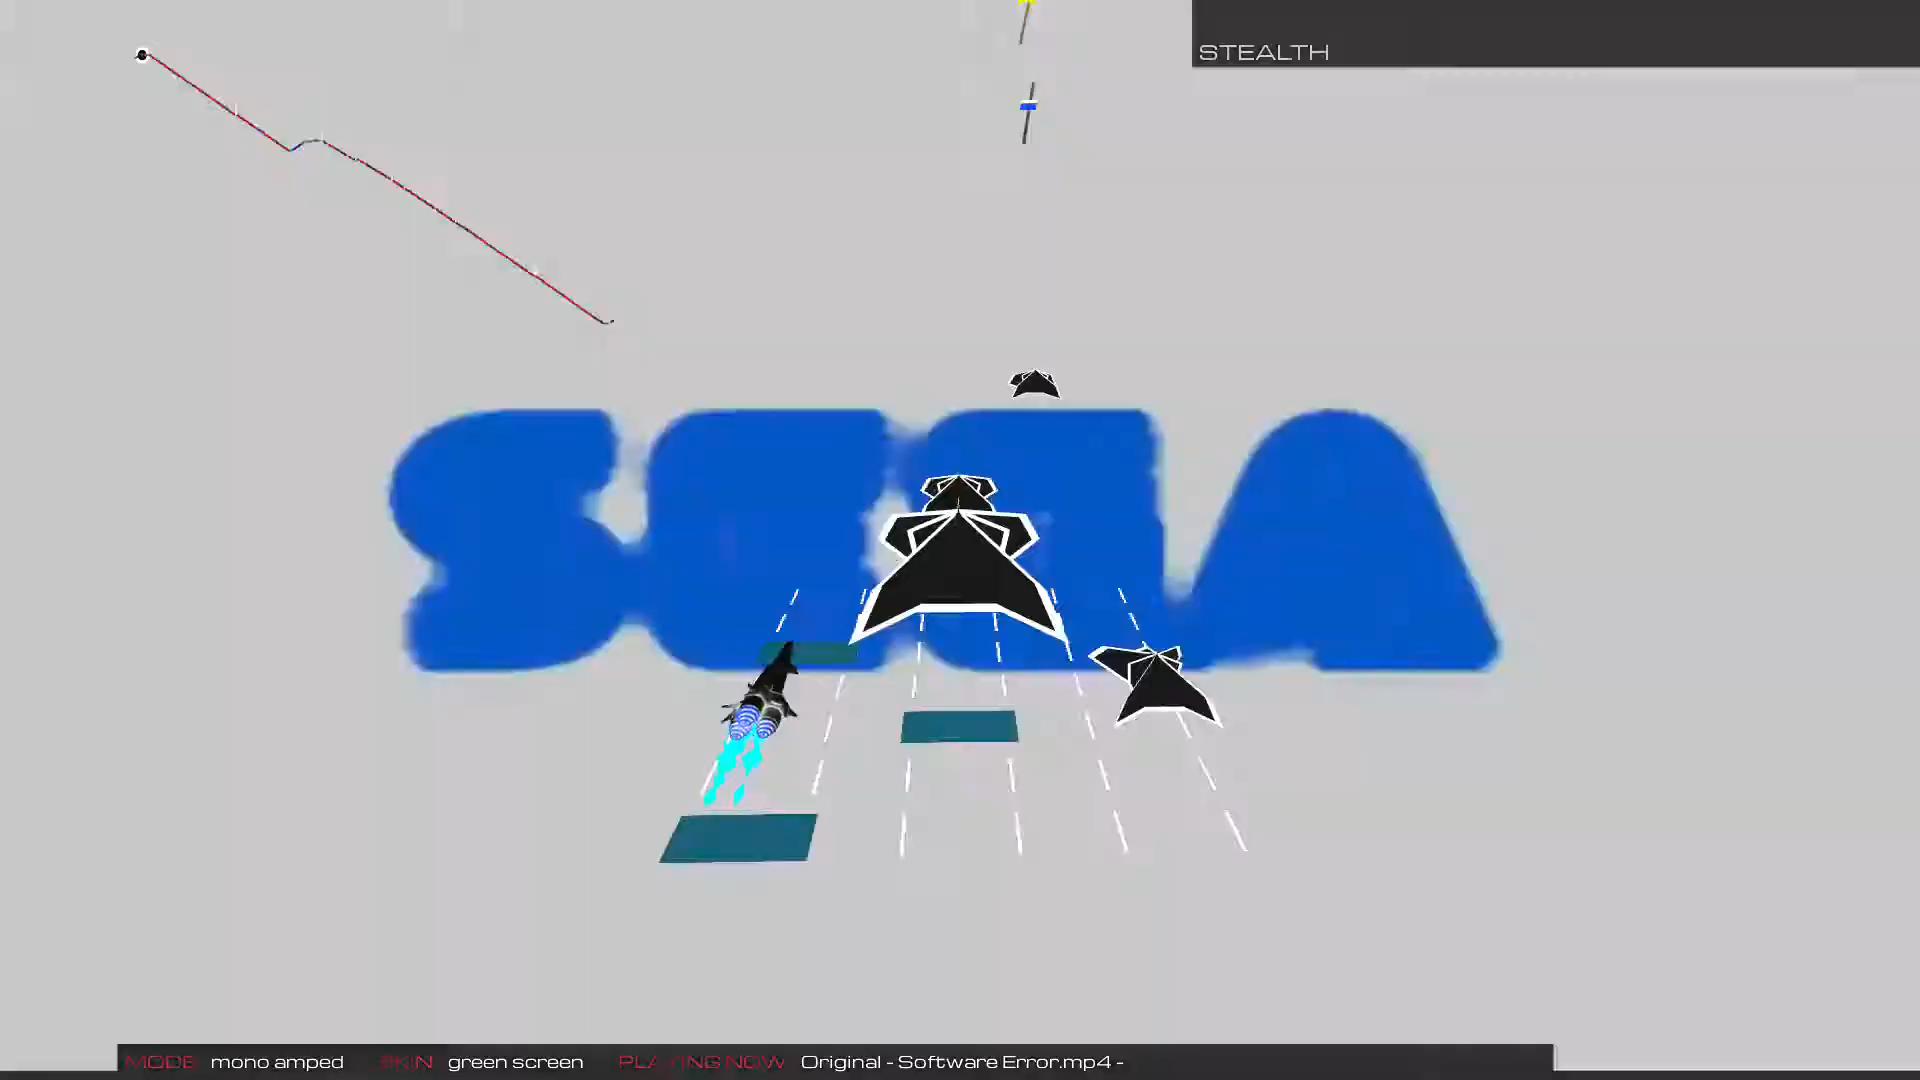 STEALTH
SEGA
MODE mono amped SKIN green screen PLAYING NOW Original - Software Error.mp4 -